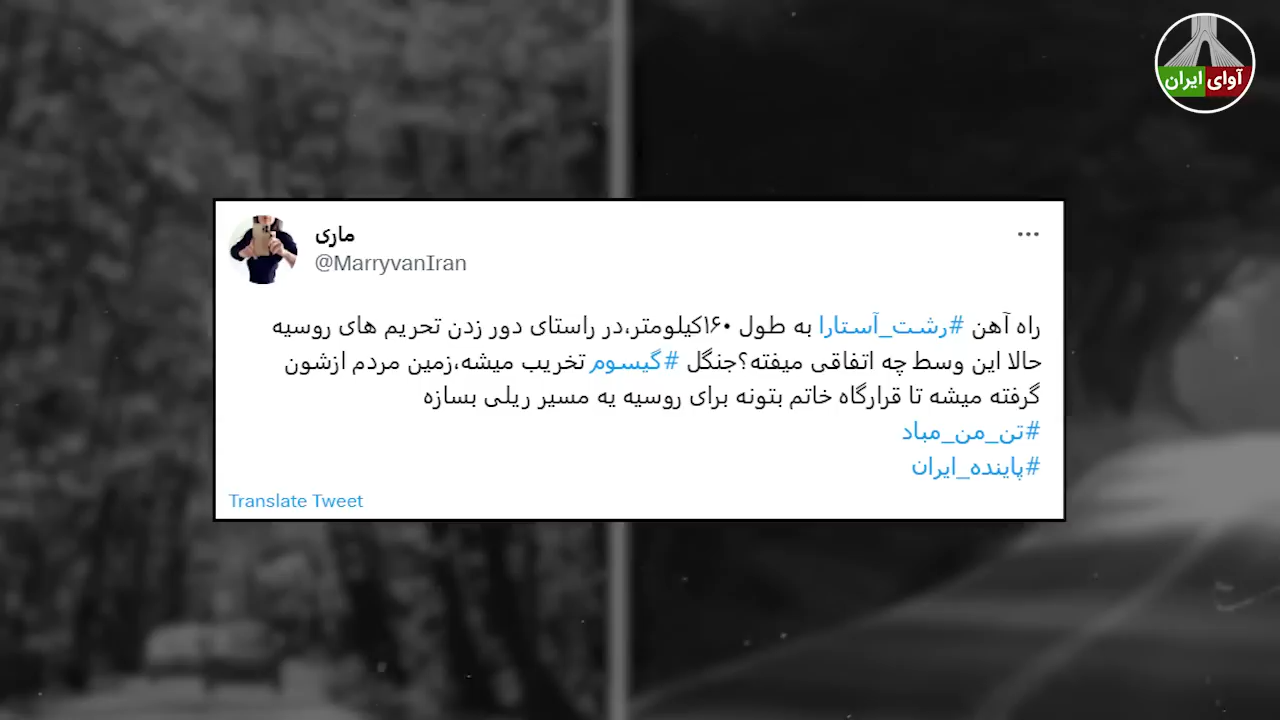 آوای ایران
ماری
@MarryvanIran
راه آهن #رشت_آستارا به طول ۱۶۰کیلومتر،در راستای دور زدن تحریم های روسیه
حالا این وسط چه اتفاقی میفته؟جنگل #گیسوم تخریب میشه،زمین مردم ازشون
گرفته میشه تا قرارگاه خاتم بتونه برای روسیه یه مسیر ریلی بسازه
#تن_من_مباد
#پاینده_ایران
Translate Tweet